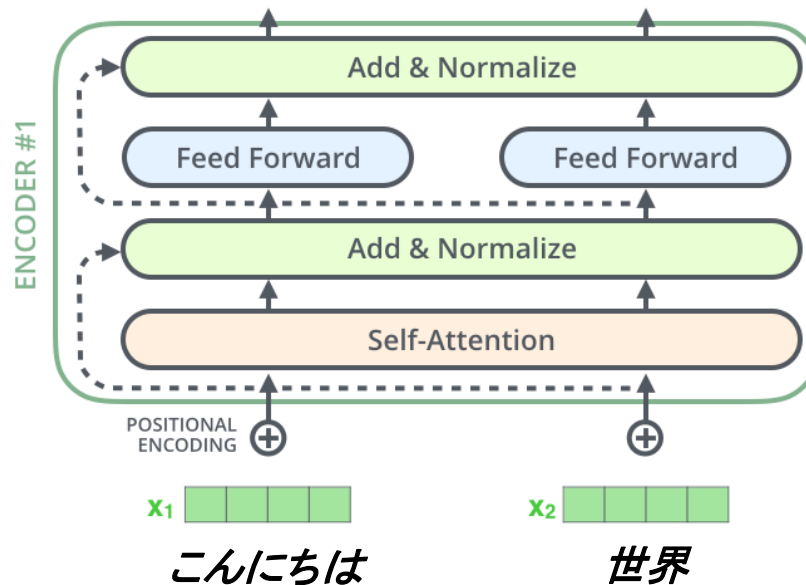 ENCODER #1
Add & Normalize
Feed Forward
Feed Forward
Add & Normalize
Self-Attention
POSITIONAL
ENCODING
x₁
x₂
こんにちは
世界